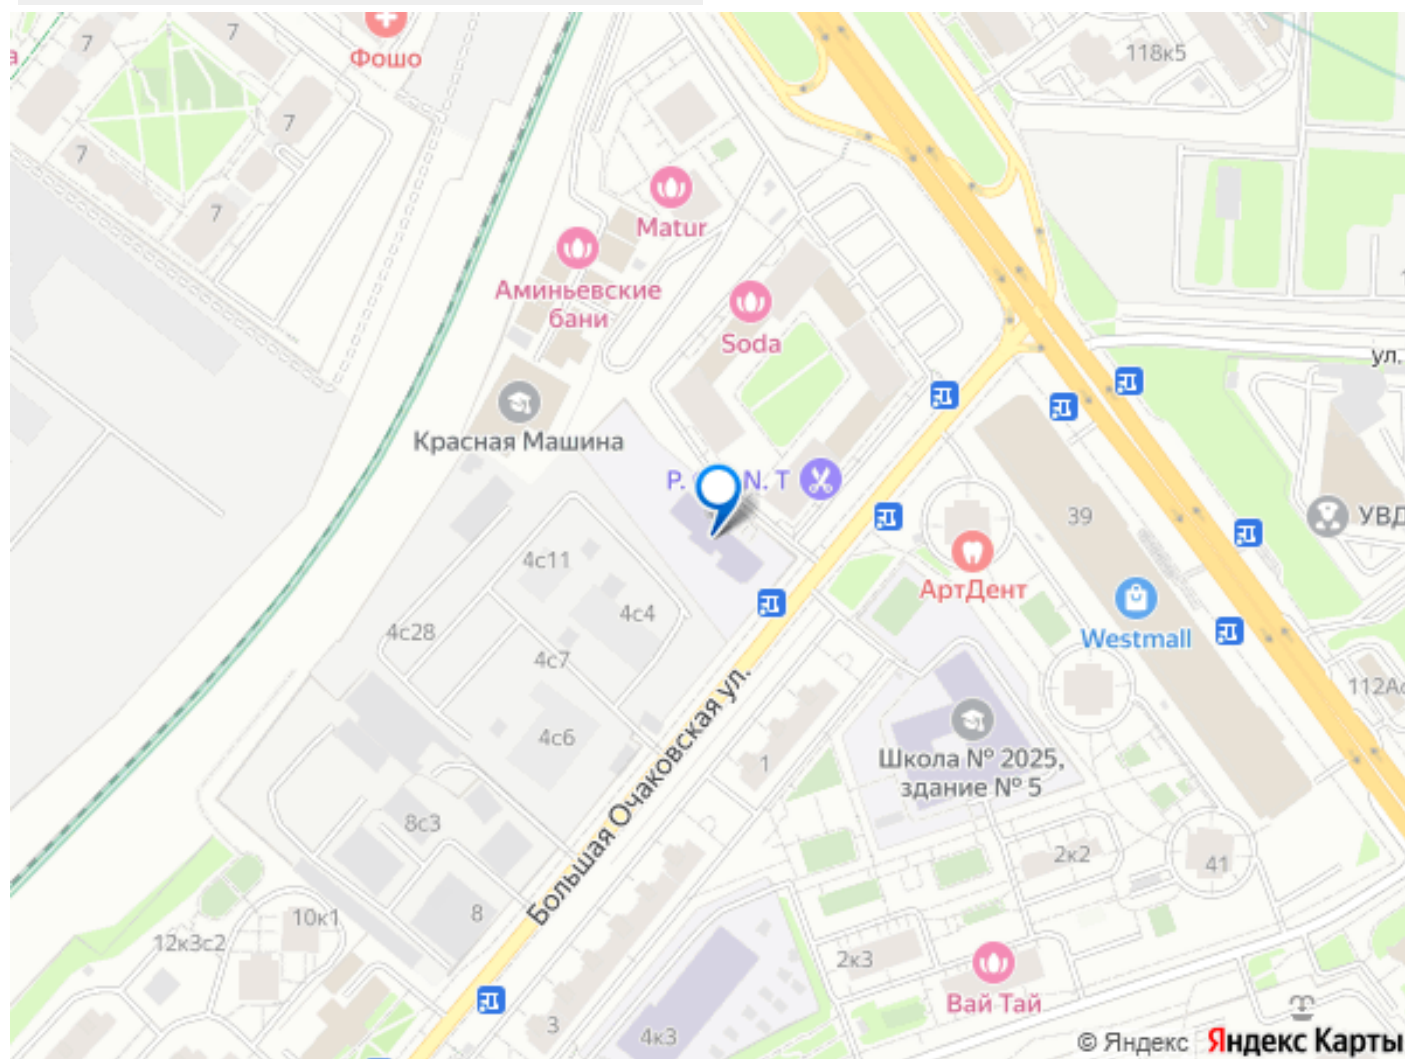 7
7
Фошо
118к5
а
7
7
7
Matur
Аминьевские
бани
Soda
ул.
Красная Машина
P.
N. T
39
УВД
4с11
АртДент
4с4
Westmall
4с28
4с7
112Ас
4с6
1
Школа № 2025,
здание № 5
Большая Очаковская ул.
8с3
2к2
41
8
10к1
12к3с2
2к3
Вай Тай
3
4к3
© Яндекс Яндекс Карты